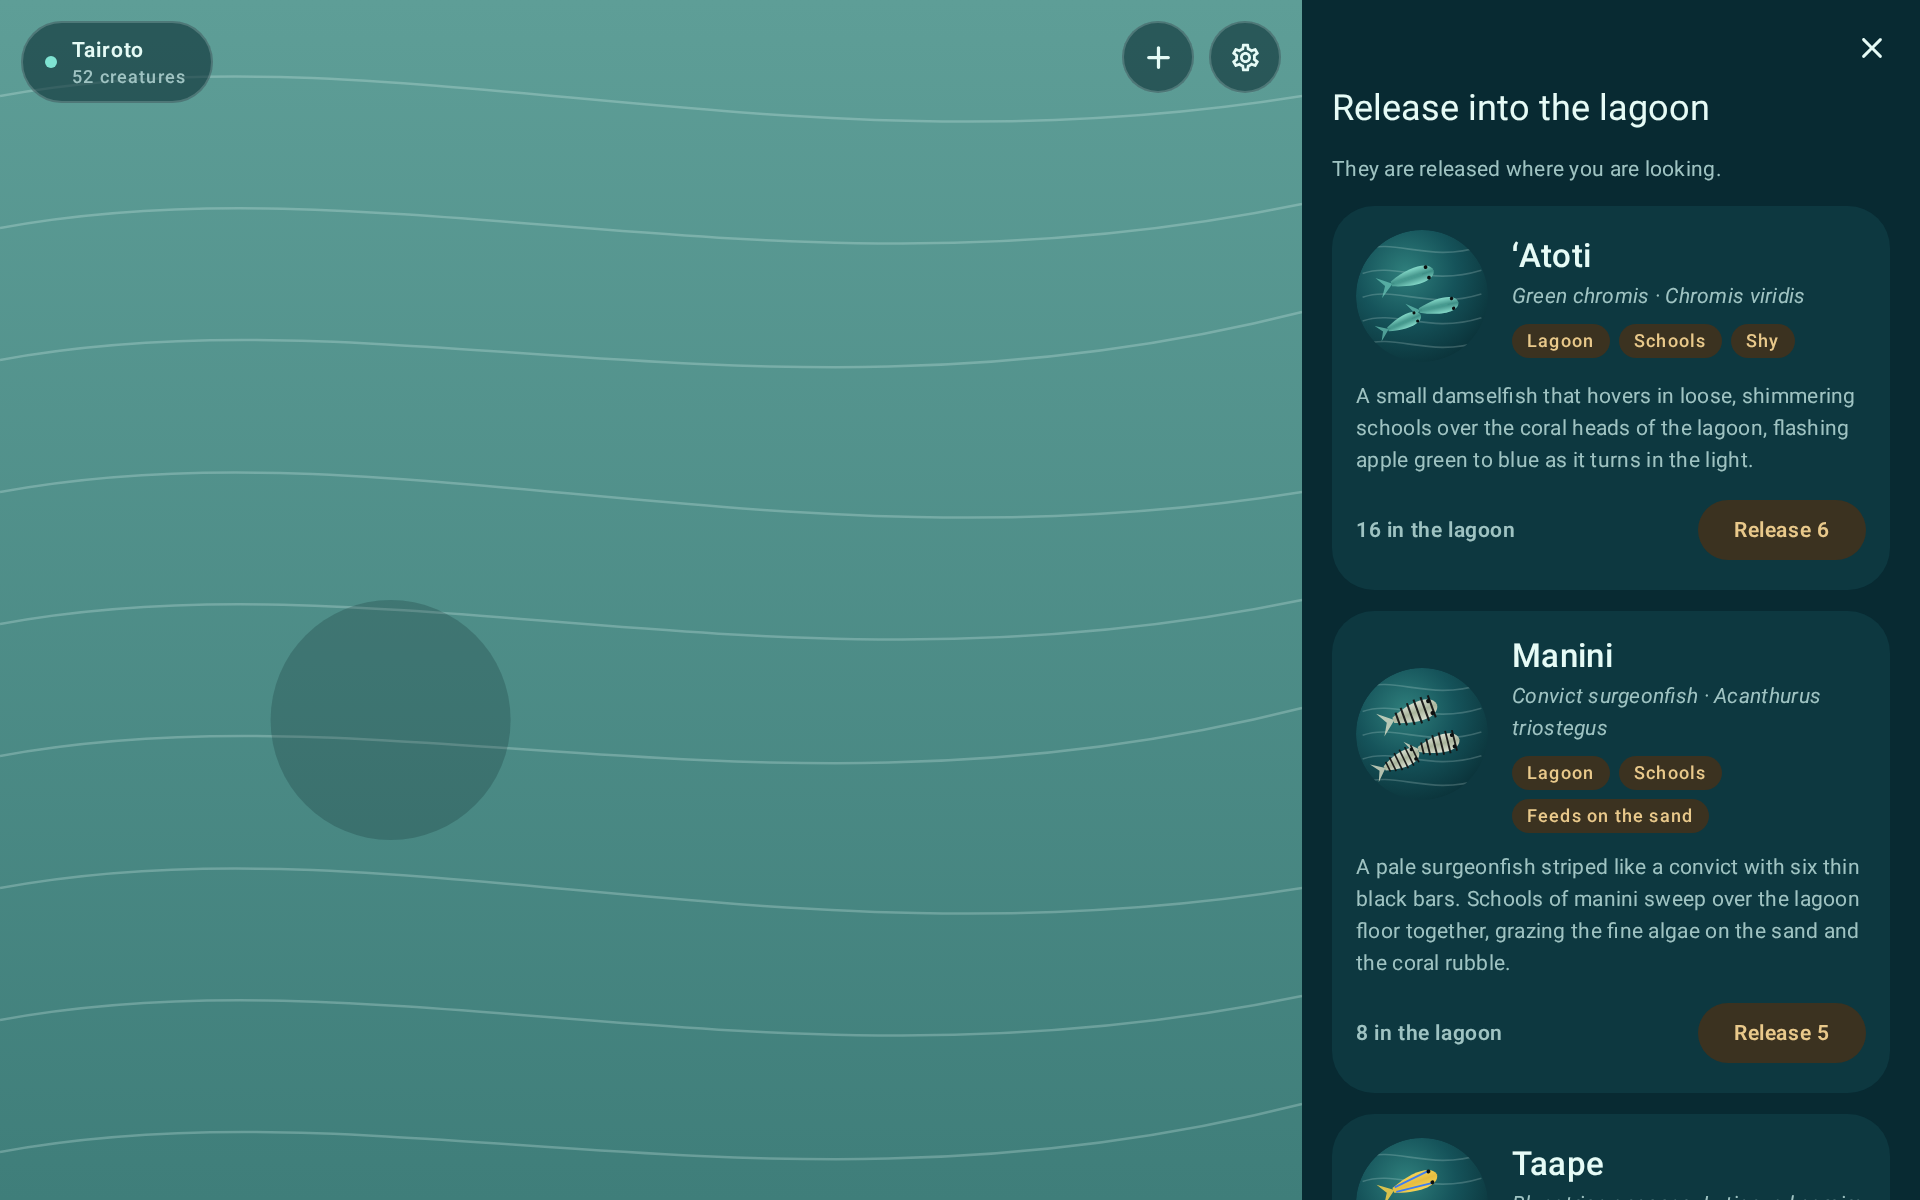 Tairoto
52 creatures
Release into the lagoon
They are released where you are looking.
ʻAtoti
Green chromis · Chromis viridis
Lagoon Schools Shy
A small damselfish that hovers in loose, shimmering
schools over the coral heads of the lagoon, flashing
apple green to blue as it turns in the light.
16 in the lagoon
Release 6
Manini
Convict surgeonfish · Acanthurus
triostegus
Lagoon Schools
Feeds on the sand
A pale surgeonfish striped like a convict with six thin
black bars. Schools of manini sweep over the lagoon
floor together, grazing the fine algae on the sand and
the coral rubble.
8 in the lagoon
Release 5
Taape